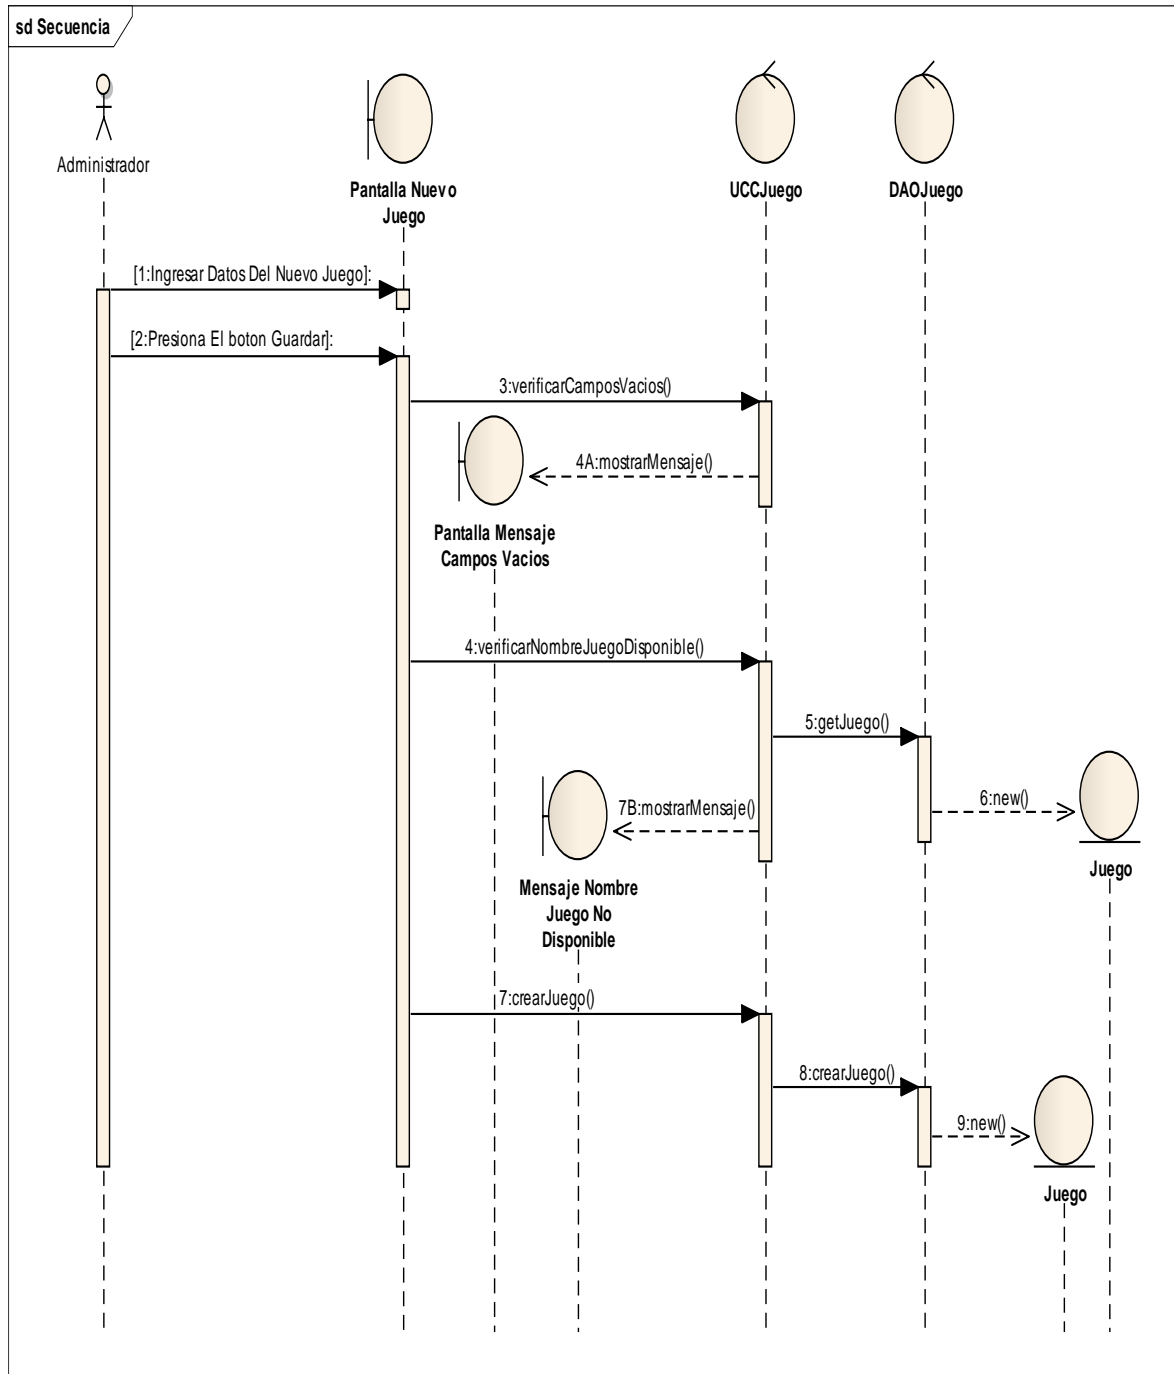 sd Secuencia
Administrador
Pantalla Nuevo
Juego
UCCJuego
DAOJuego
[1:Ingresar Datos Del Nuevo Juego]:
[2:Presiona El boton Guardar]:
3:verificarCamposVacios()
4A:mostrarMensaje()
Pantalla Mensaje
Campos Vacios
4:verificarNombreJuegoDisponible()
5:getJuego()
6:new()
7B:mostrarMensaje()
Juego
Mensaje Nombre
Juego No
Disponible
7:crearJuego()
8:crearJuego()
9:new()
Juego